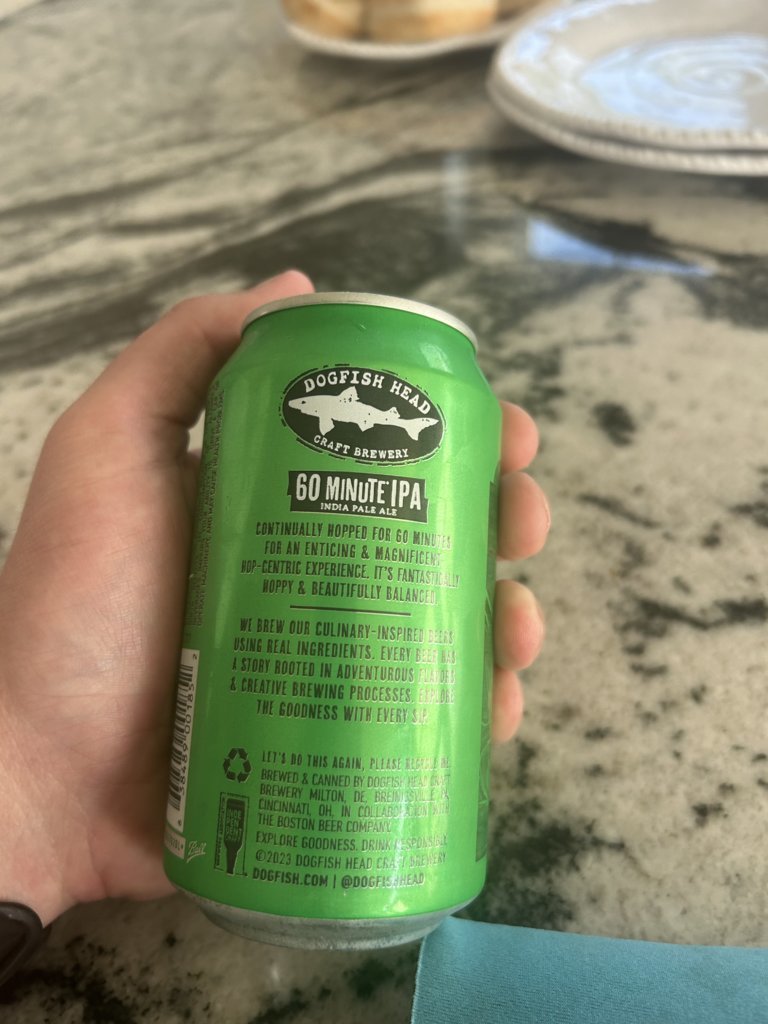 DOGFISH HEAD
CRAFT BREWERY
60 MINUTE IPA
INDIA PALE ALE
CONTINUALLY HOPPED FOR 60 MINUTES
FOR AN ENTICING & MAGNIFICENT
HOP-CENTRIC EXPERIENCE. IT'S FANTASTICALLY
HOPPY & BEAUTIFULLY BALANCED.
WE BREW OUR CULINARY-INSPIRED BEERS
USING REAL INGREDIENTS. EVERY BEER HAS
A STORY ROOTED IN ADVENTUROUS FLAVORS
& CREATIVE BREWING PROCESSES. EXPLORE
THE GOODNESS WITH EVERY SIP.
LET'S DO THIS AGAIN, PLEASE RECYCLE ME.
BREWED & CANNED BY DOGFISH HEAD CRAFT
BREWERY MILTON, DE, BREINIGSVILLE, PA,
CINCINNATI, OH, IN COLLABORATION WITH
THE BOSTON BEER COMPANY.
EXPLORE GOODNESS. DRINK RESPONSIBLY.
©2023 DOGFISH HEAD CRAFT BREWERY
DOGFISH.COM | @DOGFISHHEAD
INDE
PEN
DENT
Ball